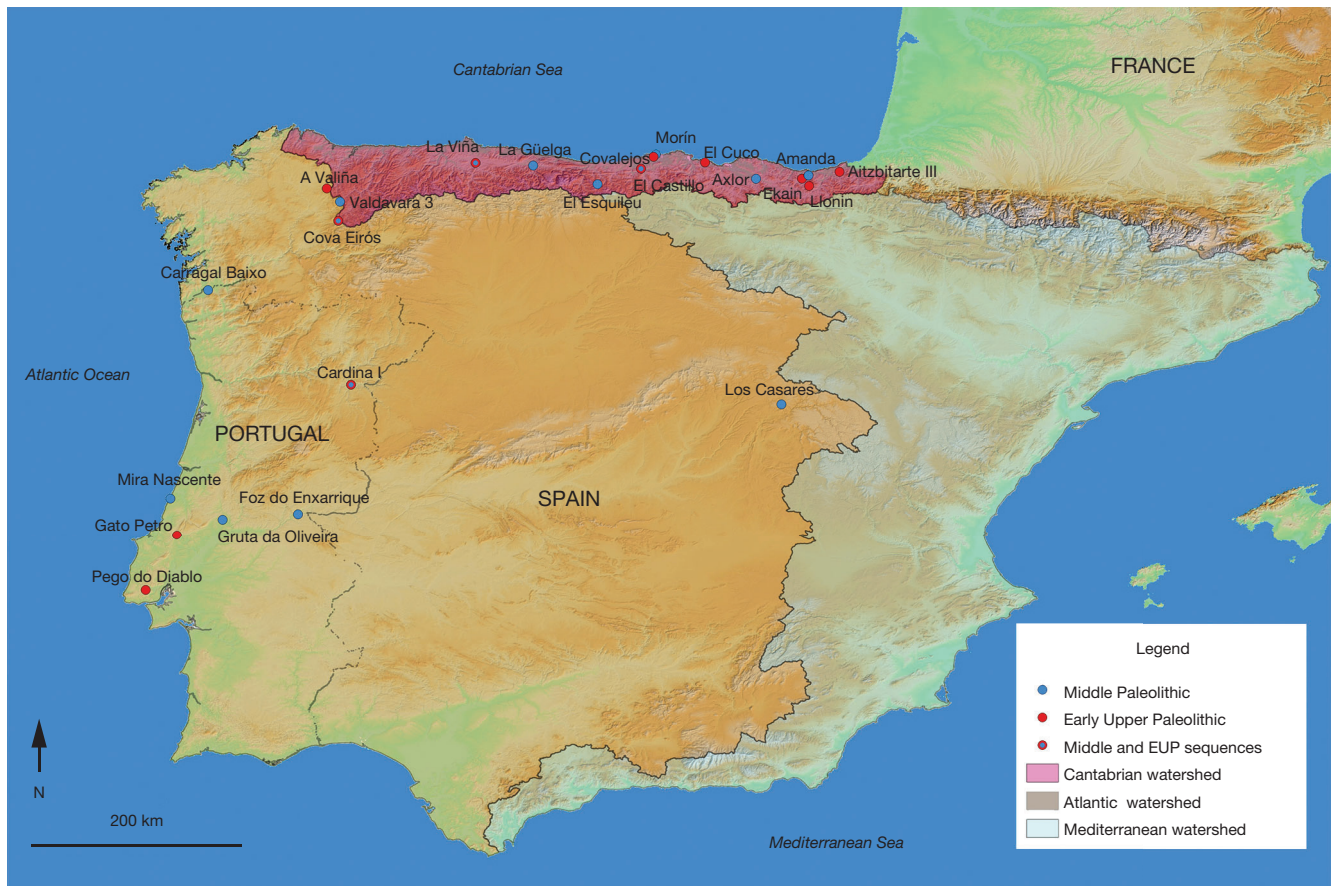 Cantabrian Sea
FRANCE
Morín
La Viña
La Güelga
El Cuco
Covalejos
Amanda
A Valiña
Axlor
Aitzbitarte III
El Castillo
Ekain
Llonin
Valdavara 3
El Esquileu
Cova Eirós
Carragal Baixo
Atlantic Ocean
Cardina I
Los Casares
PORTUGAL
Mira Nascente
Foz do Enxarrique
SPAIN
Gato Petro
Gruta da Oliveira
Pego do Diablo
Legend
Middle Paleolithic
Early Upper Paleolithic
Middle and EUP sequences
Cantabrian watershed
Atlantic watershed
Mediterranean watershed
N
200 km
Mediterranean Sea